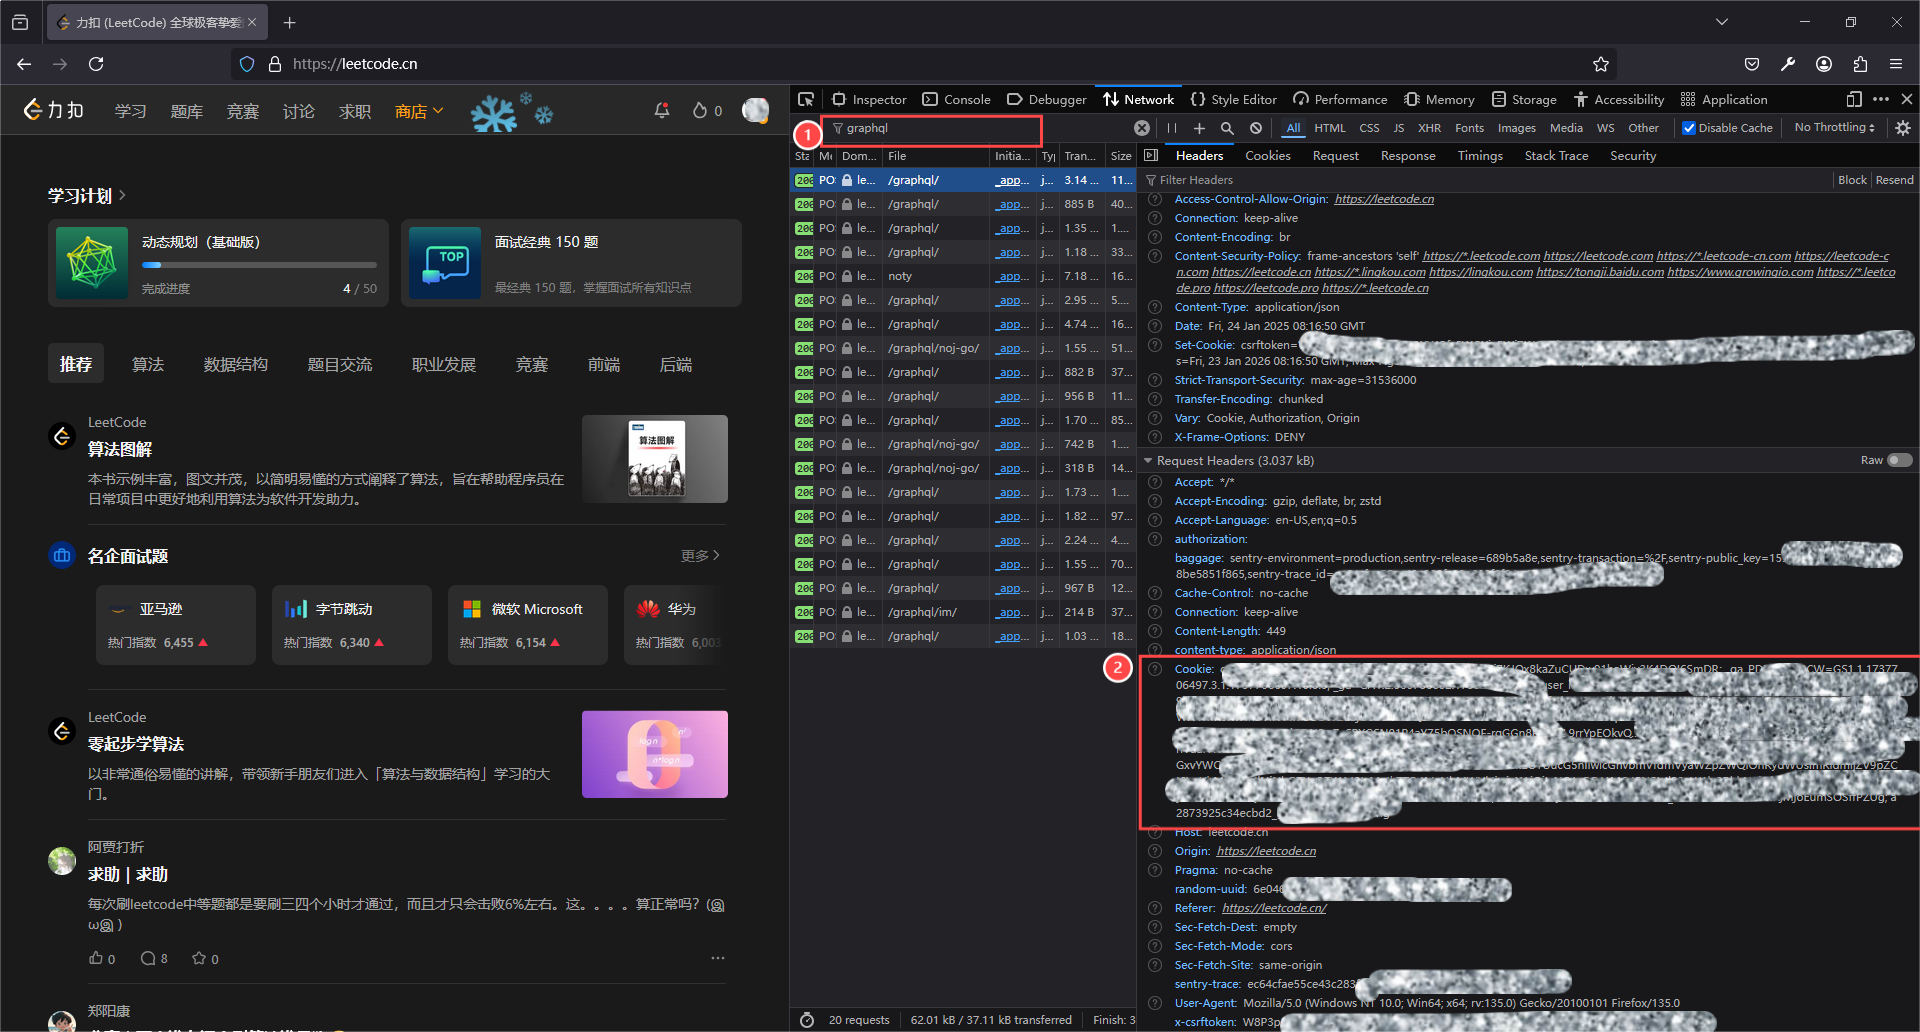 力扣 (LeetCode) 全球极客挚爱
https://leetcode.cn
力扣
学习
题库
竞赛
讨论
求职
商店
0
学习计划
动态规划（基础版）
完成进度
4 / 50
TOP
面试经典 150 题
最经典 150 题，掌握面试所有知识点
推荐
算法
数据结构
题目交流
职业发展
竞赛
前端
后端
LeetCode
算法图解
本书示例丰富，图文并茂，以简明易懂的方式阐释了算法，旨在帮助程序员在
日常项目中更好地利用算法为软件开发助力。
算法图解
名企面试题
更多
亚马逊
热门指数 6,455
字节跳动
热门指数 6,340
微软 Microsoft
热门指数 6,154
华为
热门指数 6,003
LeetCode
零起步学算法
以非常通俗易懂的讲解，带领新手朋友们进入「算法与数据结构」学习的大
门。
阿贾打折
求助 | 求助
每次刷leetcode中等题都是要刷三四个小时才通过，而且才只会击败6%左右。这。。。。算正常吗？(இ
ωஇ )
0
8
0
郑阳康
Inspector
Console
Debugger
Network
Style Editor
Performance
Memory
Storage
Accessibility
Application
1
graphql
All HTML CSS JS XHR Fonts Images Media WS Other
Disable Cache
No Throttling
Sta Me Dom... File Initia... Ty Tran... Size
200 PO le... /graphql/ _app... j... 3.14 ... 11...
200 PO le... /graphql/ _app... j... 885 B 40...
200 PO le... /graphql/ _app... j... 1.35 ... 1....
200 PO le... /graphql/ _app... j... 1.18 ... 33...
200 PO le... noty _app... j... 7.18 ... 16...
200 PO le... /graphql/ _app... j... 2.95 ... 5....
200 PO le... /graphql/ _app... j... 4.74 ... 16...
200 PO le... /graphql/noj-go/ _app... j... 1.55 ... 51...
200 PO le... /graphql/ _app... j... 882 B 37...
200 PO le... /graphql/ _app... j... 956 B 11...
200 PO le... /graphql/ _app... j... 1.70 ... 85...
200 PO le... /graphql/noj-go/ _app... j... 742 B 1....
200 PO le... /graphql/noj-go/ _app... j... 318 B 14...
200 PO le... /graphql/ _app... j... 1.73 ... 1....
200 PO le... /graphql/ _app... j... 1.82 ... 97...
200 PO le... /graphql/ _app... j... 2.24 ... 4....
200 PO le... /graphql/ _app... j... 1.55 ... 70...
200 PO le... /graphql/ _app... j... 967 B 12...
200 PO le... /graphql/im/ _app... j... 214 B 37...
200 PO le... /graphql/ _app... j... 1.03 ... 18...
20 requests
62.01 kB / 37.11 kB transferred
Finish: 3
Headers
Cookies
Request
Response
Timings
Stack Trace
Security
Filter Headers
Block
Resend
Access-Control-Allow-Origin: https://leetcode.cn
Connection: keep-alive
Content-Encoding: br
Content-Security-Policy: frame-ancestors 'self' https://*.leetcode.com https://leetcode.com https://*.leetcode-cn.com https://leetcode-c
n.com https://leetcode.cn https://*.lingkou.com https://lingkou.com https://tongji.baidu.com https://www.growingio.com https://*.leetco
de.pro https://leetcode.pro https://*.leetcode.cn
Content-Type: application/json
Date: Fri, 24 Jan 2025 08:16:50 GMT
Set-Cookie: csrftoken=
s=Fri, 23 Jan 2026 08:16:50 GMT;
Strict-Transport-Security: max-age=31536000
Transfer-Encoding: chunked
Vary: Cookie, Authorization, Origin
X-Frame-Options: DENY
Request Headers (3.037 kB)
Raw
Accept: */*
Accept-Encoding: gzip, deflate, br, zstd
Accept-Language: en-US,en;q=0.5
authorization:
baggage: sentry-environment=production,sentry-release=689b5a8e,sentry-transaction=%2F,sentry-public_key=15
8be5851f865,sentry-trace_id=
Cache-Control: no-cache
Connection: keep-alive
Content-Length: 449
content-type: application/json
2
Cookie:
CW=GS1.1.17377
06497.3.1
2873925c34ecbd2_
Host: leetcode.cn
Origin: https://leetcode.cn
Pragma: no-cache
random-uuid: 6e04
Referer: https://leetcode.cn/
Sec-Fetch-Dest: empty
Sec-Fetch-Mode: cors
Sec-Fetch-Site: same-origin
sentry-trace: ec64cfae55ce43c283
User-Agent: Mozilla/5.0 (Windows NT 10.0; Win64; x64; rv:135.0) Gecko/20100101 Firefox/135.0
x-csrftoken: W8P3p